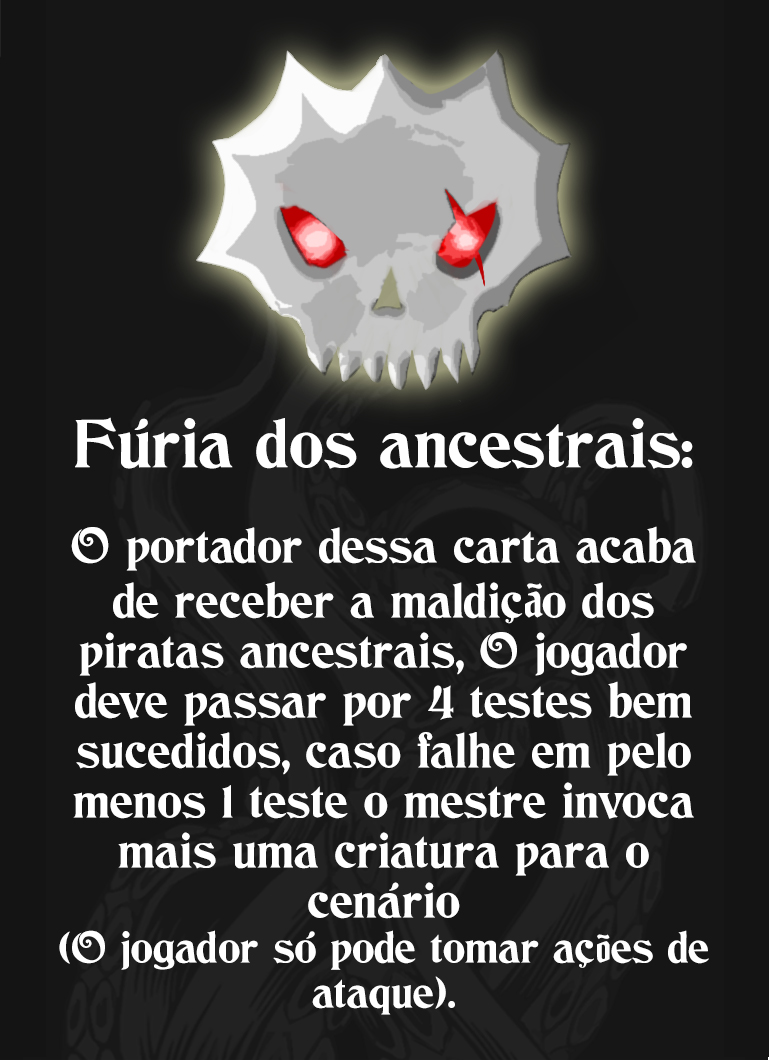 Fúria dos ancestrais:
O portador dessa carta acaba
de receber a maldição dos
piratas ancestrais, O jogador
deve passar por 4 testes bem
sucedidos, caso falhe em pelo
menos 1 teste o mestre invoca
mais uma criatura para o
cenário
(O jogador só pode tomar ações de
ataque).